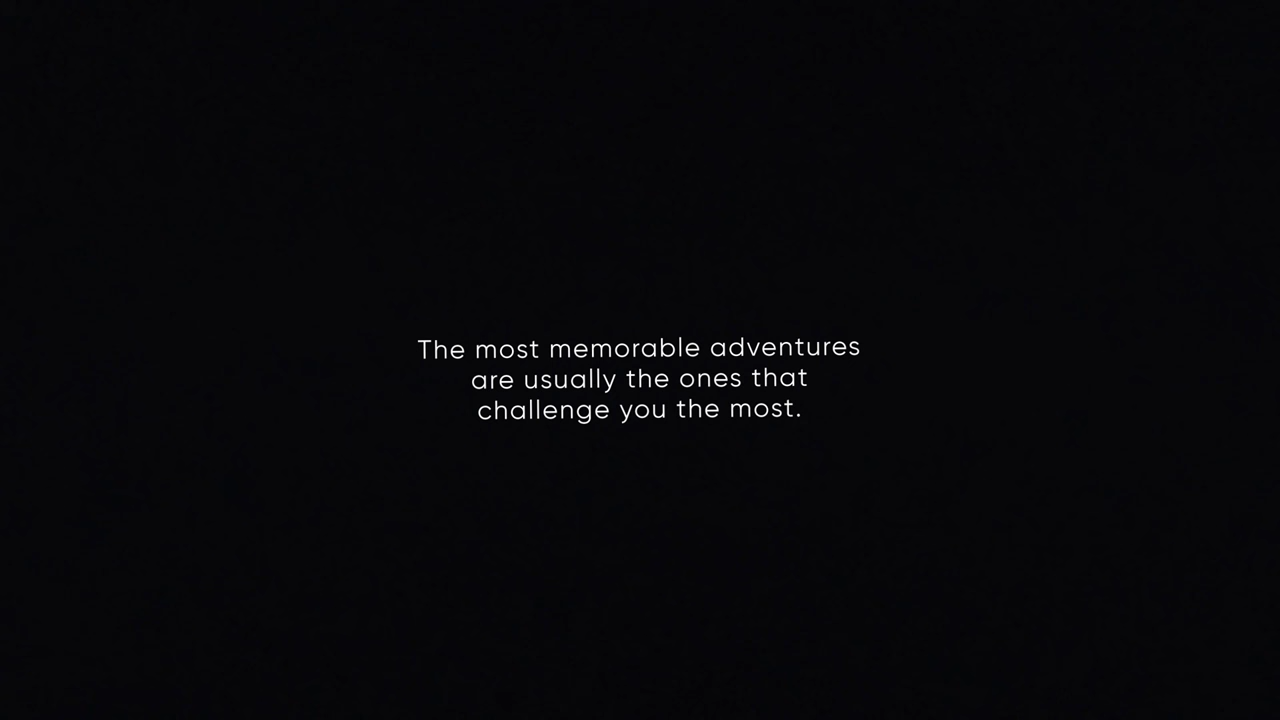 The most memorable adventures
are usually the ones that
challenge you the most.